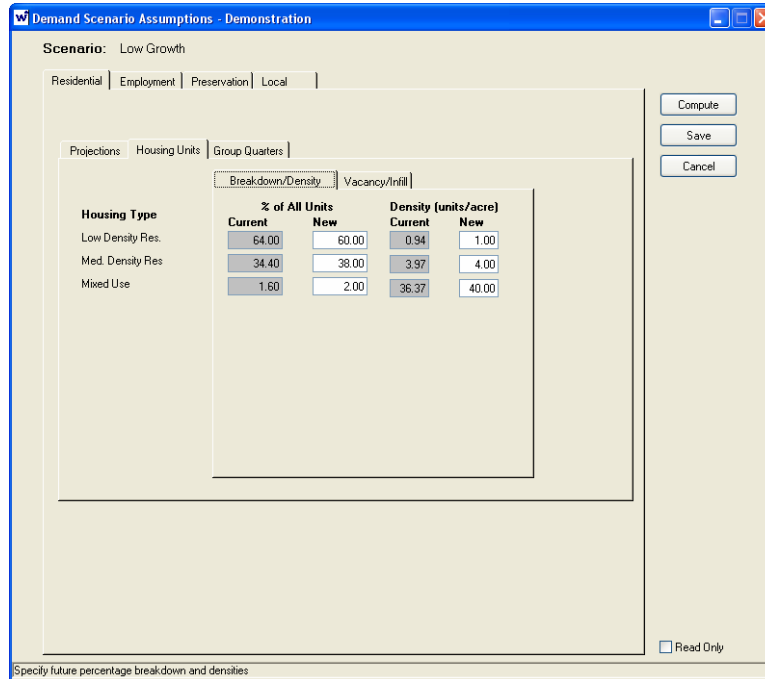 Demand Scenario Assumptions - Demonstration
Scenario: Low Growth
Residential Employment Preservation Local
Compute
Save
Cancel
Projections Housing Units Group Quarters
Breakdown/Density Vacancy/Infill
% of All Units Density (units/acre)
Housing Type Current New Current New
Low Density Res. 64.00 60.00 0.94 1.00
Med. Density Res 34.40 38.00 3.97 4.00
Mixed Use 1.60 2.00 36.37 40.00
Read Only
Specify future percentage breakdown and densities